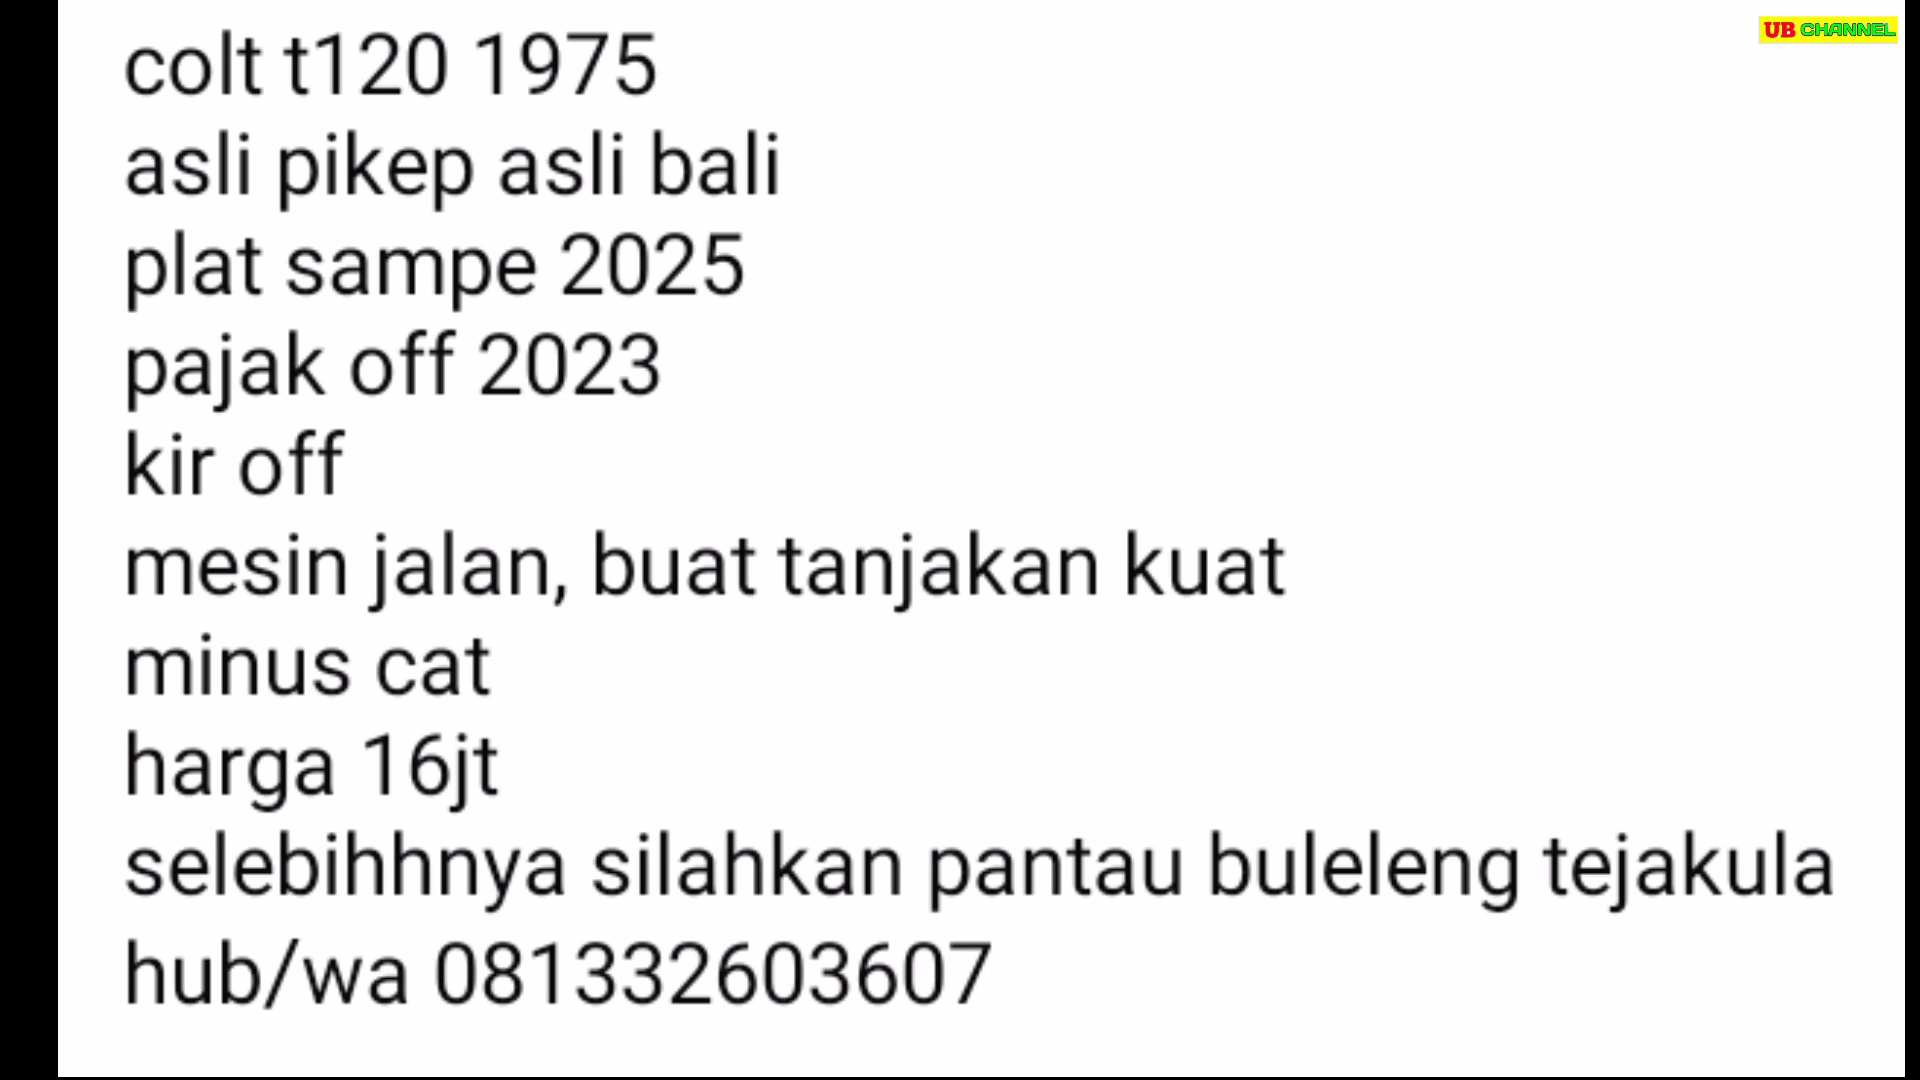 UB CHANNEL
colt t120 1975
asli pikep asli bali
plat sampe 2025
pajak off 2023
kir off
mesin jalan, buat tanjakan kuat
minus cat
harga 16jt
selebihhnya silahkan pantau buleleng tejakula
hub/wa 081332603607